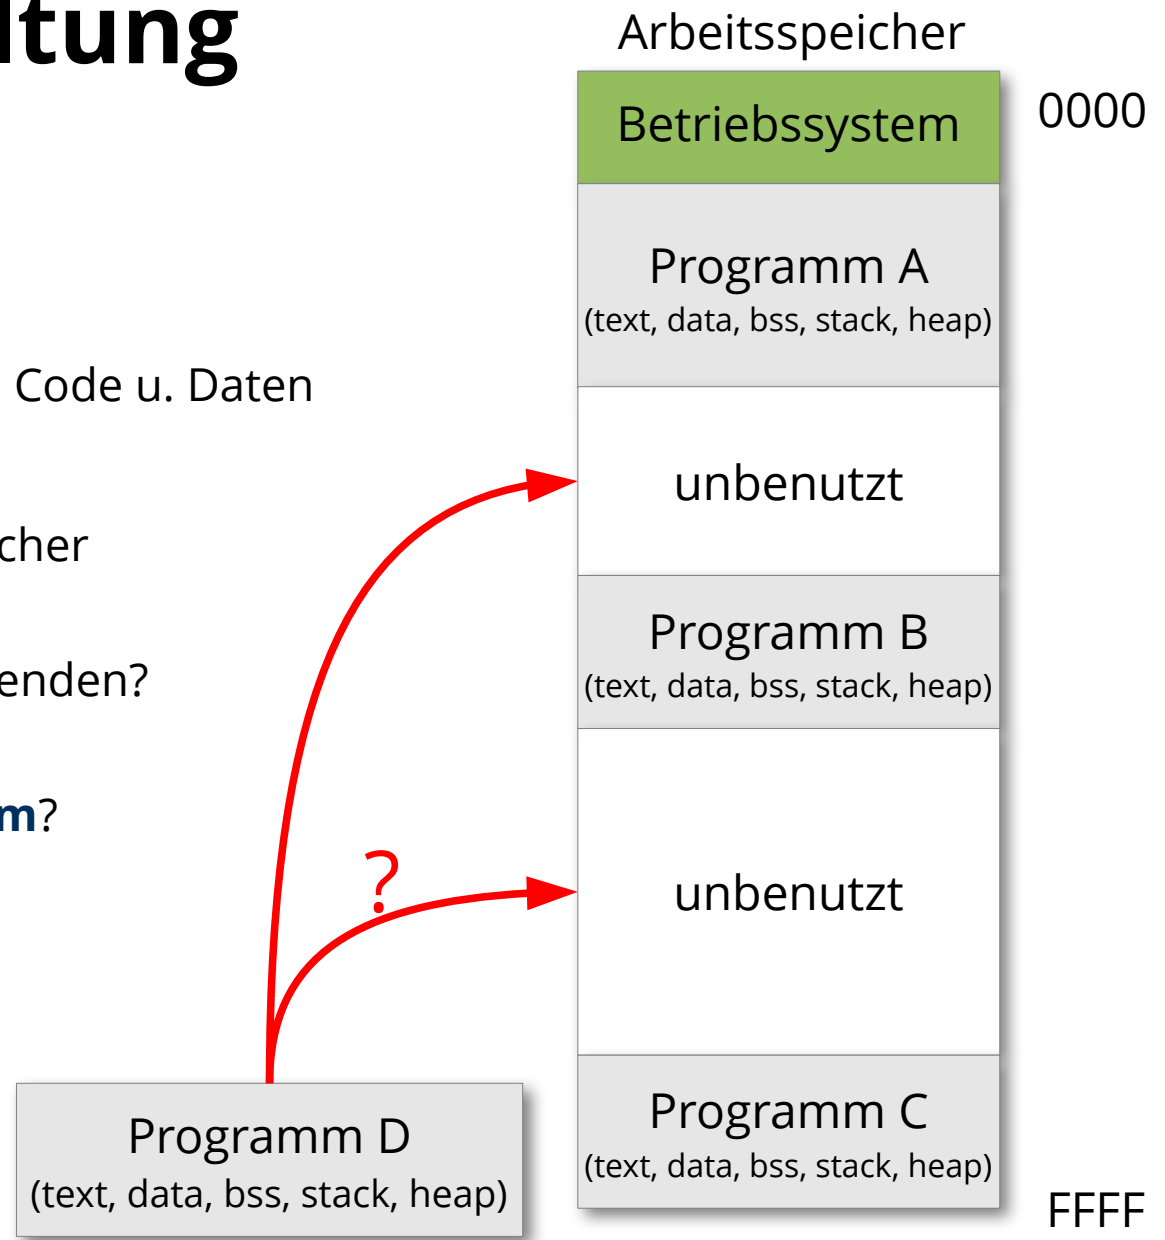 ltung
Code u. Daten
cher
enden?
m?
?
Programm D
(text, data, bss, stack, heap)
Arbeitsspeicher
Betriebssystem
0000
Programm A
(text, data, bss, stack, heap)
unbenutzt
Programm B
(text, data, bss, stack, heap)
unbenutzt
Programm C
(text, data, bss, stack, heap)
FFFF